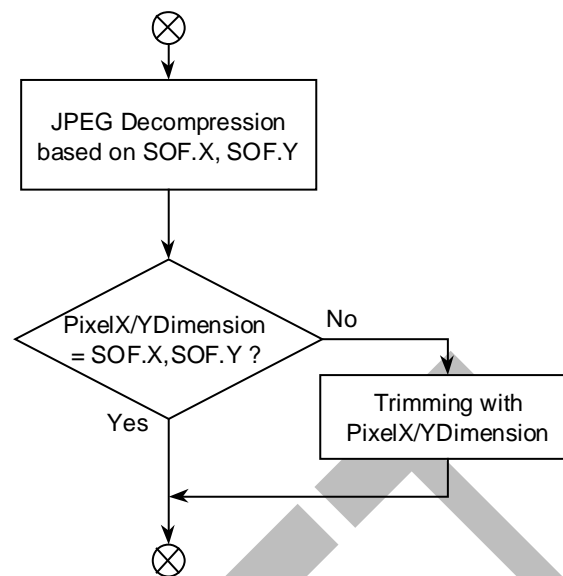 JPEG Decompression
based on SOF.X, SOF.Y
PixelX/YDimension
= SOF.X,SOF.Y ?
No
Yes
Trimming with
PixelX/YDimension